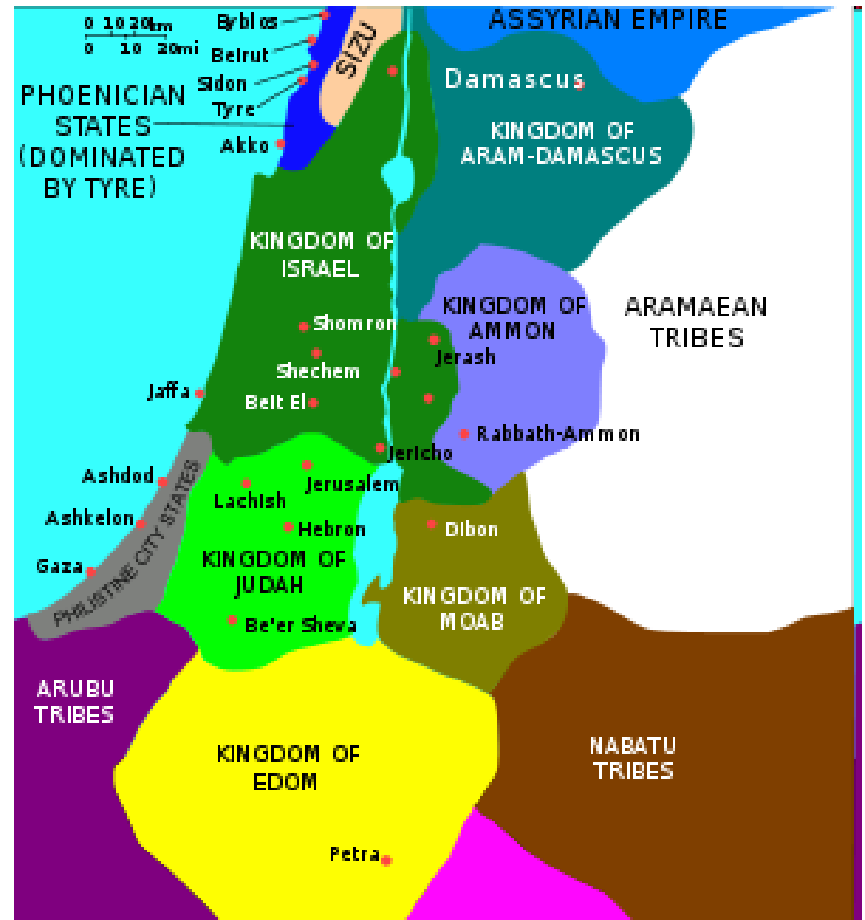 Byblos
ASSYRIAN EMPIRE
0 10 20km
0 10 20mi
SIZU
Beirut
Sidon
Damascus
PHOENICIAN
STATES
(DOMINATED
BY TYRE)
Tyre
KINGDOM OF
ARAM-DAMASCUS
Akko
KINGDOM OF
ISRAEL
KINGDOM OF
AMMON
ARAMAEAN
TRIBES
Shomron
Jerash
Shechem
Jaffa
Beit El
Rabbath-Ammon
Jericho
Ashdod
Jerusalem
Lachish
PHILISTINE CITY STATES
Ashkelon
Hebron
Dibon
Gaza
KINGDOM OF
JUDAH
KINGDOM OF
MOAB
Be'er Sheva
ARUBU
TRIBES
KINGDOM OF
EDOM
NABATU
TRIBES
Petra